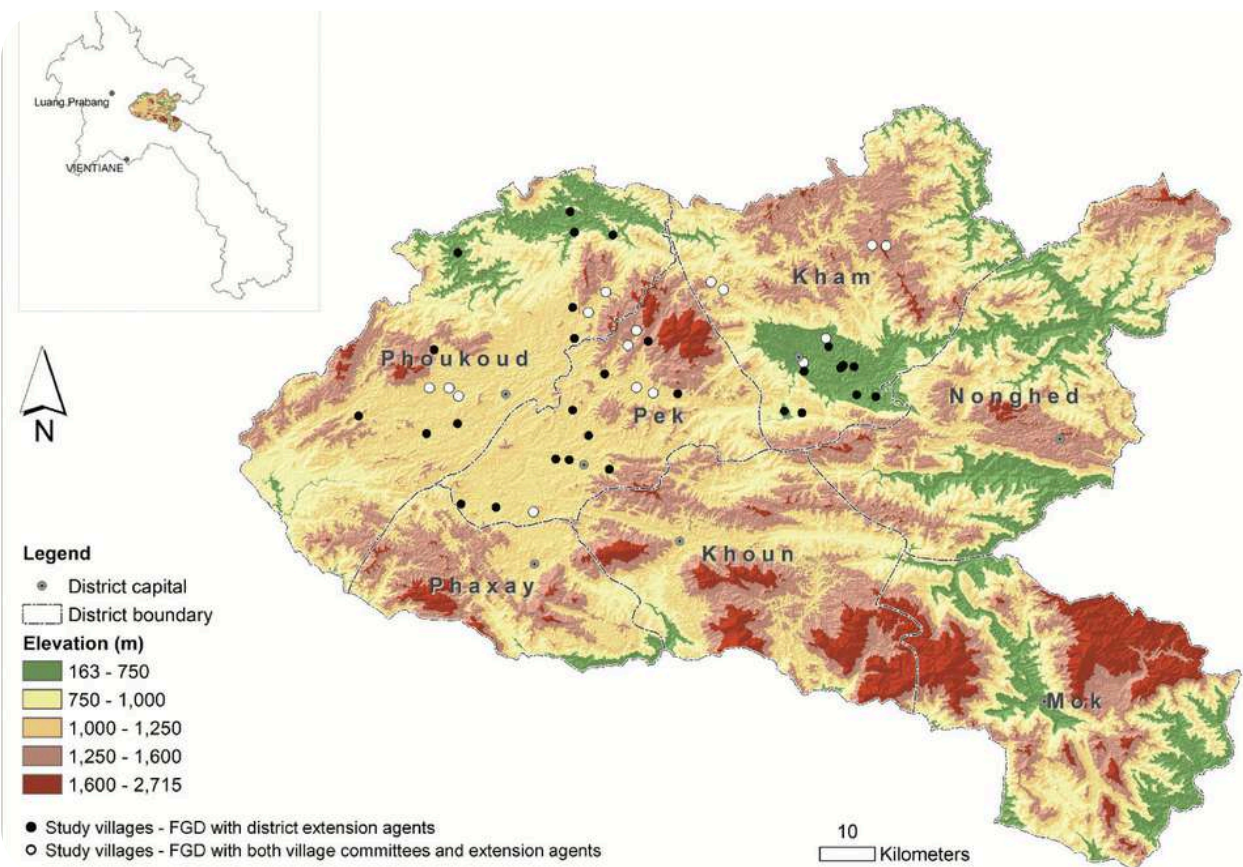 Luang Prabang
VIENTIANE
Kham
Phoukoud
Nonghed
Pek
N
Khoun
Phaxay
Mok
Legend
District capital
District boundary
Elevation (m)
163 - 750
750 - 1,000
1,000 - 1,250
1,250 - 1,600
1,600 - 2,715
Study villages - FGD with district extension agents
Study villages - FGD with both village committees and extension agents
10
Kilometers